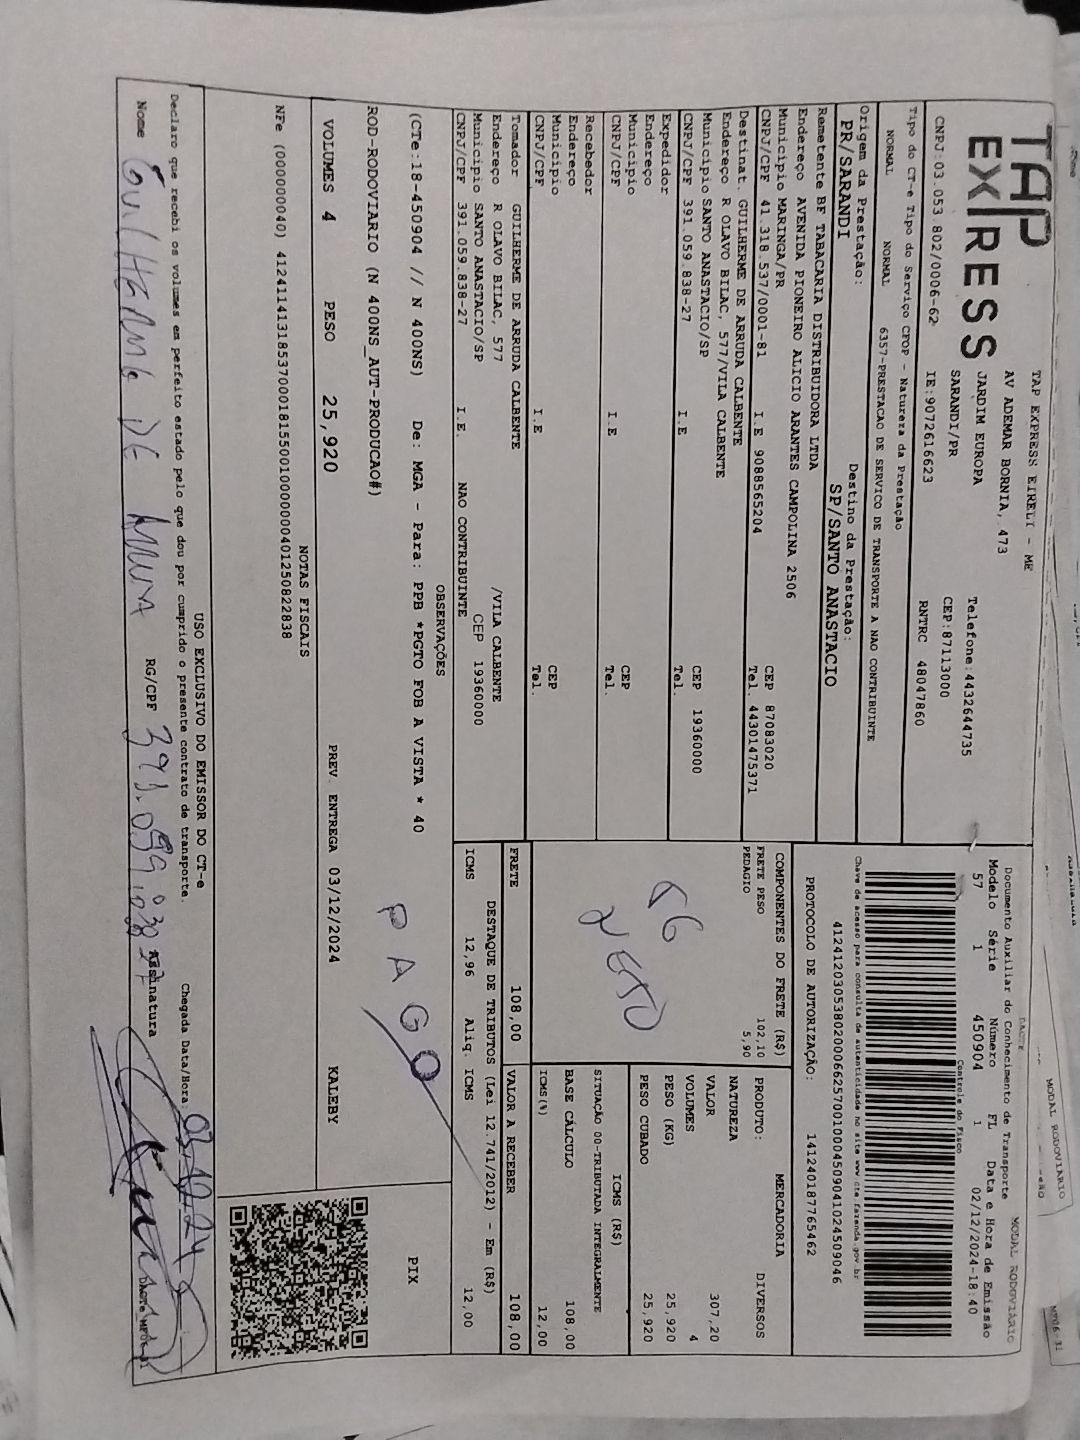 TAP
EXPRESS
TAP EXPRESS EIRELI - ME
AV ADEMAR BORNIA, 473
JARDIM EUROPA
SARANDI/PR
Telefone:4432644735
CEP:87113000
CNPJ:03.053.802/0006-62
IE:9072616623
RNTRC 48047860
DACTE
MODAL RODOVIÁRIO
Documento Auxiliar do Conhecimento de Transporte
Modelo Série Número FL Data e Hora de Emissão
57 1 450904 1 02/12/2024-18:40
Controle do Fisco
Chave de acesso para consulta de autenticidade no site www.cte.fazenda.gov.br
41241203053802000662570010004509041024509046
PROTOCOLO DE AUTORIZAÇÃO: 141240187765462
Tipo do CT-e Tipo do Serviço CFOP - Natureza da Prestação
NORMAL NORMAL 6357-PRESTACAO DE SERVICO DE TRANSPORTE A NAO CONTRIBUINTE
Origem da Prestação: Destino da Prestação:
PR/SARANDI SP/SANTO ANASTACIO
Remetente BF TABACARIA DISTRIBUIDORA LTDA
Endereço AVENIDA PIONEIRO ALICIO ARANTES CAMPOLINA 2506
Município MARINGA/PR CEP 87083020
CNPJ/CPF 41.318.537/0001-81 I.E 9088565204 Tel. 44301475371
Destinat. GUILHERME DE ARRUDA CALBENTE
Endereço R OLAVO BILAC, 577/VILA CALBENTE
Município SANTO ANASTACIO/SP CEP 19360000
CNPJ/CPF 391.059.838-27 I.E Tel.
Expedidor
Endereço
Município CEP
CNPJ/CPF I.E Tel.
Recebedor
Endereço
Município CEP
CNPJ/CPF I.E Tel.
Tomador GUILHERME DE ARRUDA CALBENTE
Endereço R OLAVO BILAC, 577 /VILA CALBENTE
Município SANTO ANASTACIO/SP CEP 19360000
CNPJ/CPF 391.059.838-27 I.E. NAO CONTRIBUINTE
COMPONENTES DO FRETE (R$)
FRETE PESO 102,10
PEDAGIO 5,90
MERCADORIA
PRODUTO: DIVERSOS
NATUREZA
VALOR 307,20
VOLUMES 4
PESO (KG) 25,920
PESO CUBADO 25,920
ICMS (R$)
SITUAÇÃO 00-TRIBUTADA INTEGRALMENTE
BASE CÁLCULO 108,00
ICMS(%) 12,00
FRETE 108,00 VALOR A RECEBER 108,00
DESTAQUE DE TRIBUTOS (Lei 12.741/2012) - Em (R$)
ICMS 12,96 Aliq. ICMS 12,00
OBSERVAÇÕES
(CTe:18-450904 // N 400NS) De: MGA - Para: PPB *PGTO FOB A VISTA * 40
PIX
ROD-RODOVIARIO (N 400NS_AUT-PRODUCAO#)
PAGO
VOLUMES 4 PESO 25,920 PREV. ENTREGA 03/12/2024 KALEBY
NOTAS FISCAIS
NFe (000000040) 41241141318537000181550010000000401250822838
USO EXCLUSIVO DO EMISSOR DO CT-e
Declaro que recebi os volumes em perfeito estado pelo que dou por cumprido o presente contrato de transporte. Chegada Data/Hora:
Nome RG/CPF Assinatura